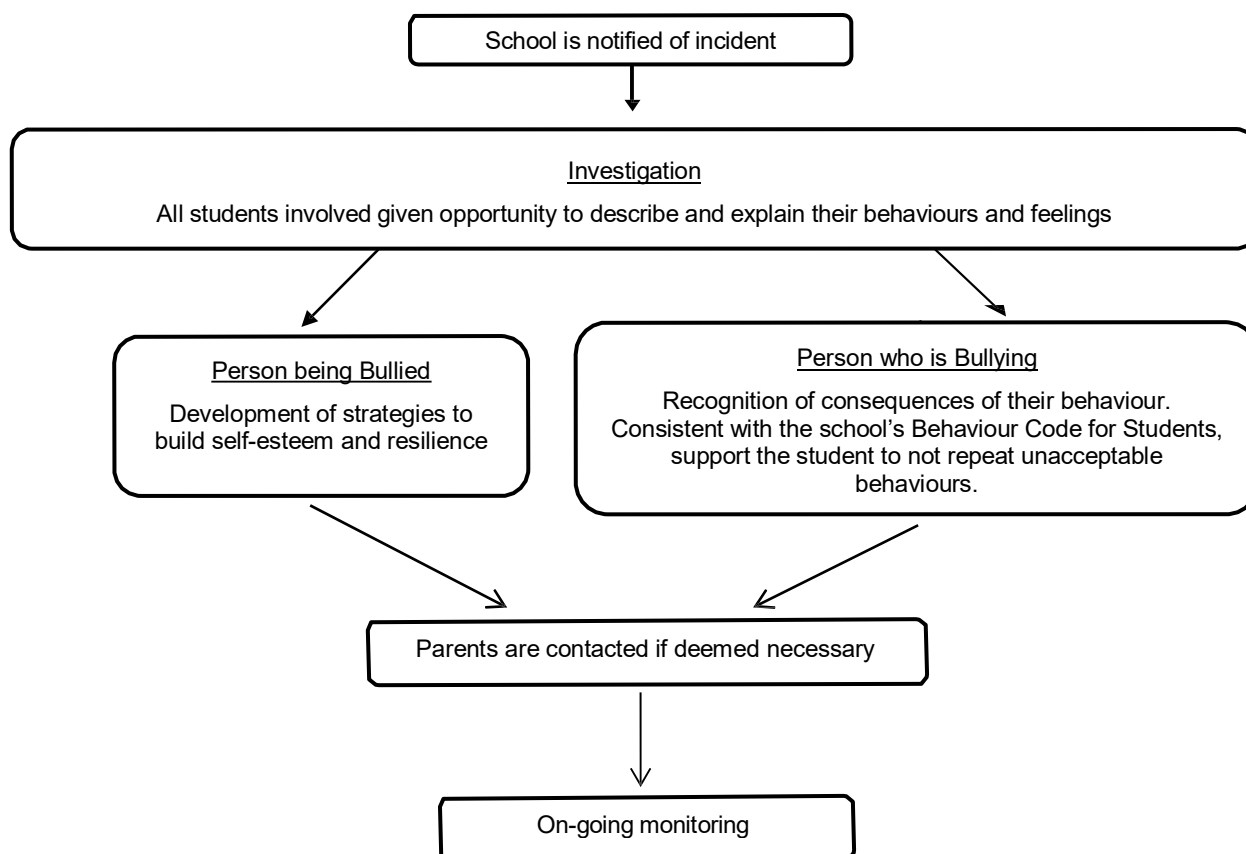 School is notified of incident
Investigation
All students involved given opportunity to describe and explain their behaviours and feelings
Person being Bullied
Development of strategies to
build self-esteem and resilience
Person who is Bullying
Recognition of consequences of their behaviour.
Consistent with the school’s Behaviour Code for Students,
support the student to not repeat unacceptable
behaviours.
Parents are contacted if deemed necessary
On-going monitoring